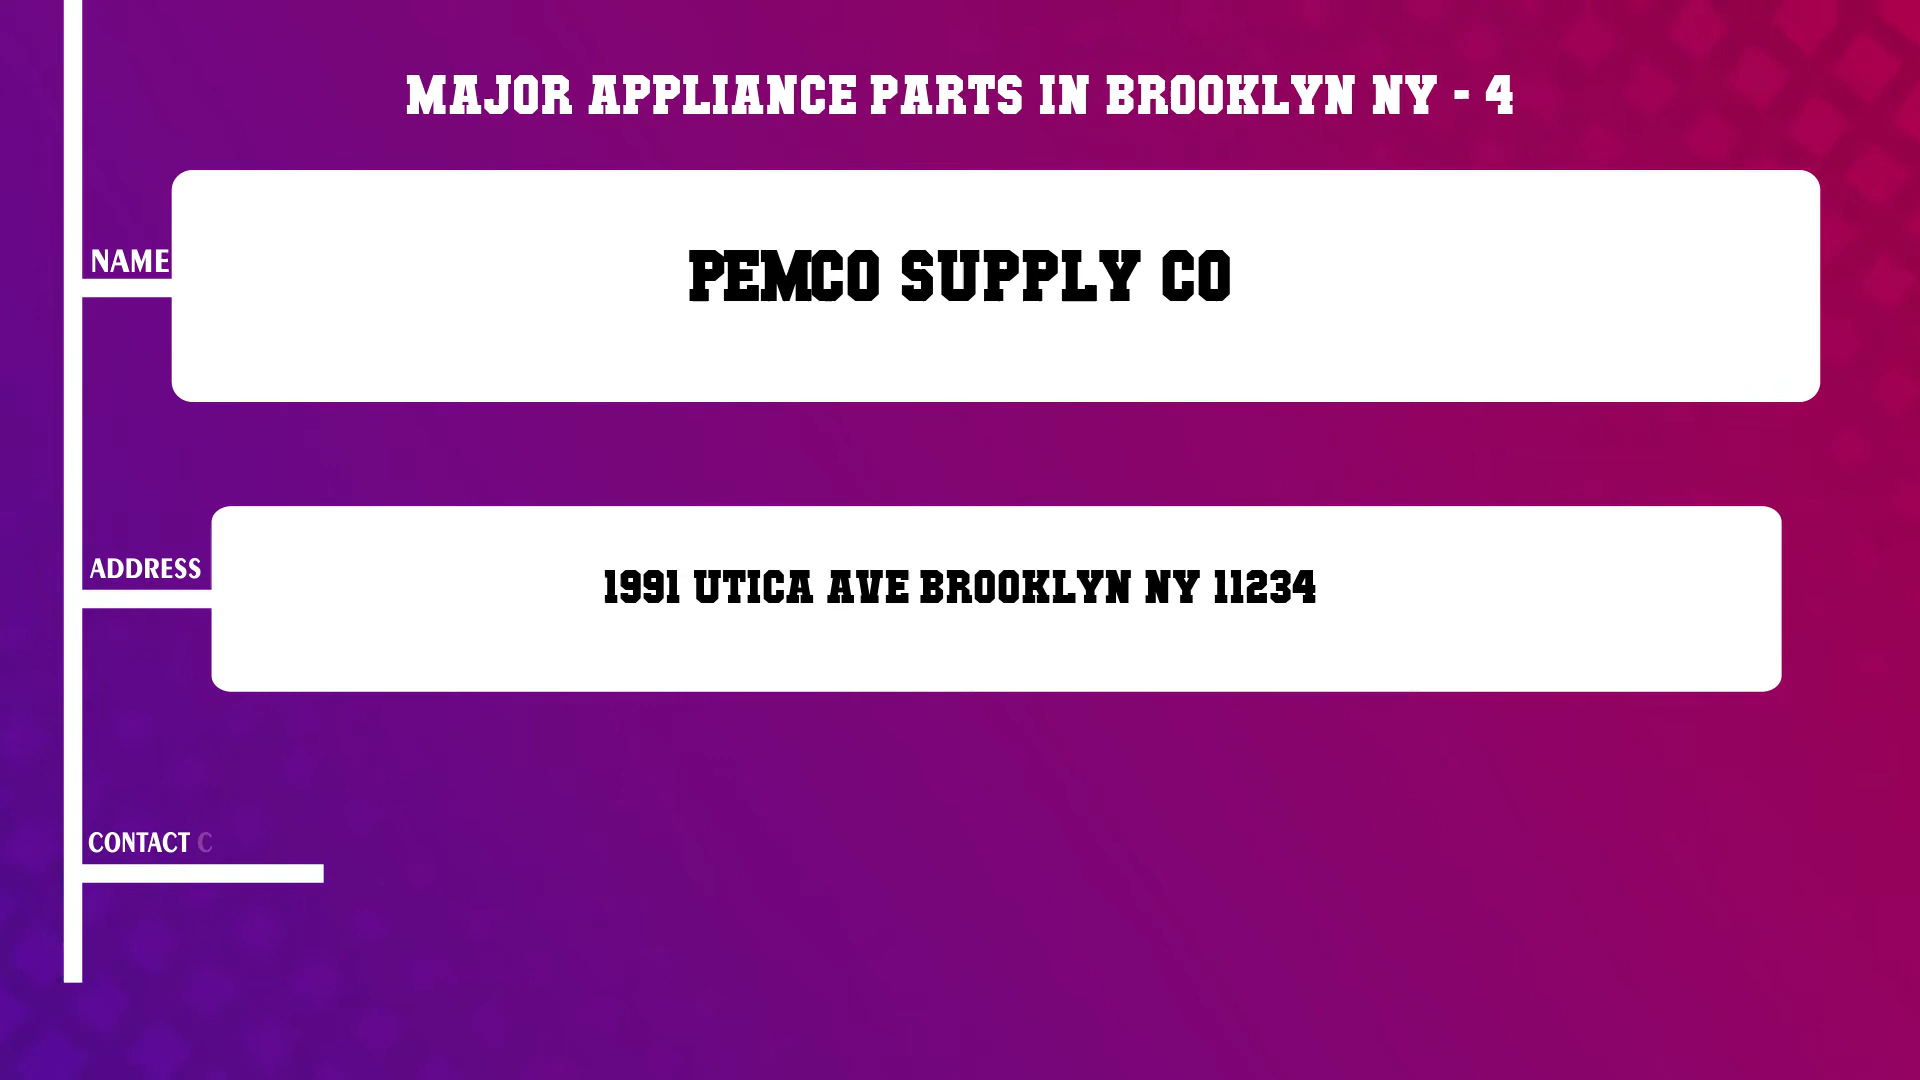 MAJOR APPLIANCE PARTS IN BROOKLYN NY - 4
NAME
PEMCO SUPPLY CO
ADDRESS
1991 UTICA AVE BROOKLYN NY 11234
CONTACT C